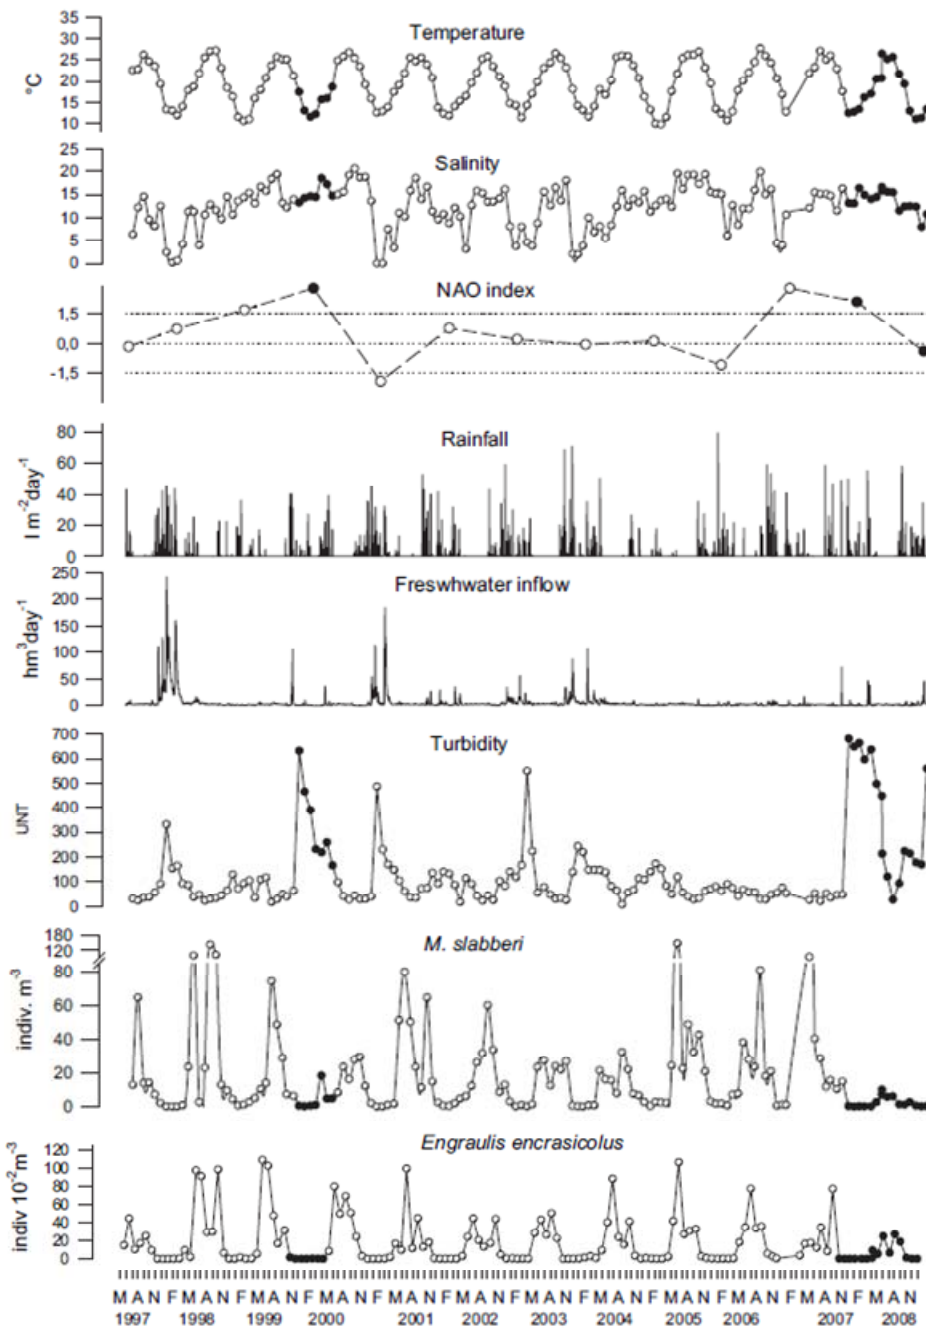 Temperature
35
30
25
20
15
10
°C
Salinity
25
20
15
10
5
0
NAO index
1,5
0,0
-1,5
Rainfall
80
60
40
20
0
l m-2day-1
Freswhwater inflow
250
200
150
100
50
0
hm3day-1
Turbidity
700
600
500
400
300
200
100
0
UNT
M. slabberi
180
120
80
40
20
0
indiv. m-3
Engraulis encrasicolus
120
100
80
60
40
20
0
indiv 10-2m-3
M A N F M A N F M A N F M A N F M A N F M A N F M A N F M A N F M A N F M A N F M A N F M A N
1997 1998 1999 2000 2001 2002 2003 2004 2005 2006 2007 2008